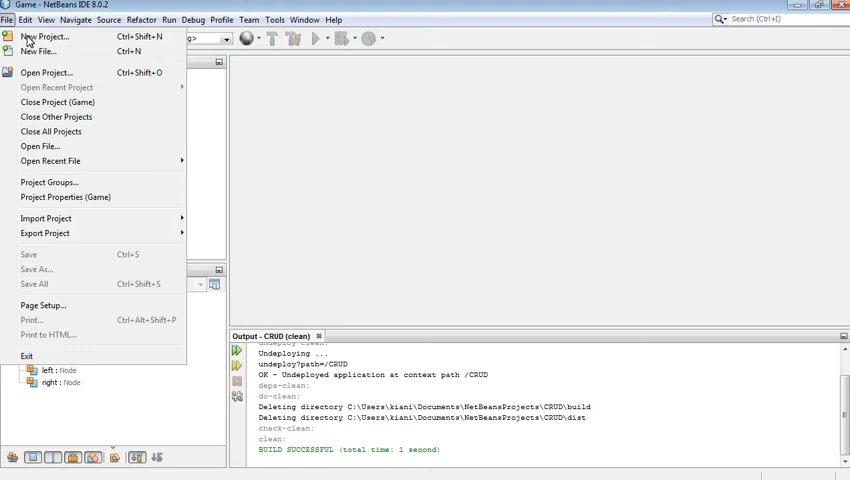 Game - NetBeans IDE 8.0.2
File Edit View Navigate Source Refactor Run Debug Profile Team Tools Window Help
Search (Ctrl+I)
New Project... Ctrl+Shift+N
New File... Ctrl+N
Open Project... Ctrl+Shift+O
Open Recent Project
Close Project (Game)
Close Other Projects
Close All Projects
Open File...
Open Recent File
Project Groups...
Project Properties (Game)
Import Project
Export Project
Save Ctrl+S
Save As...
Save All Ctrl+Shift+S
Page Setup...
Print... Ctrl+Alt+Shift+P
Print to HTML...
Exit
left : Node
right : Node
Output - CRUD (clean)
Undeploying ...
undeploy?path=/CRUD
OK - Undeployed application at context path /CRUD
deps-clean:
do-clean:
Deleting directory C:\Users\kiani\Documents\NetBeansProjects\CRUD\build
Deleting directory C:\Users\kiani\Documents\NetBeansProjects\CRUD\dist
check-clean:
clean:
BUILD SUCCESSFUL (total time: 1 second)